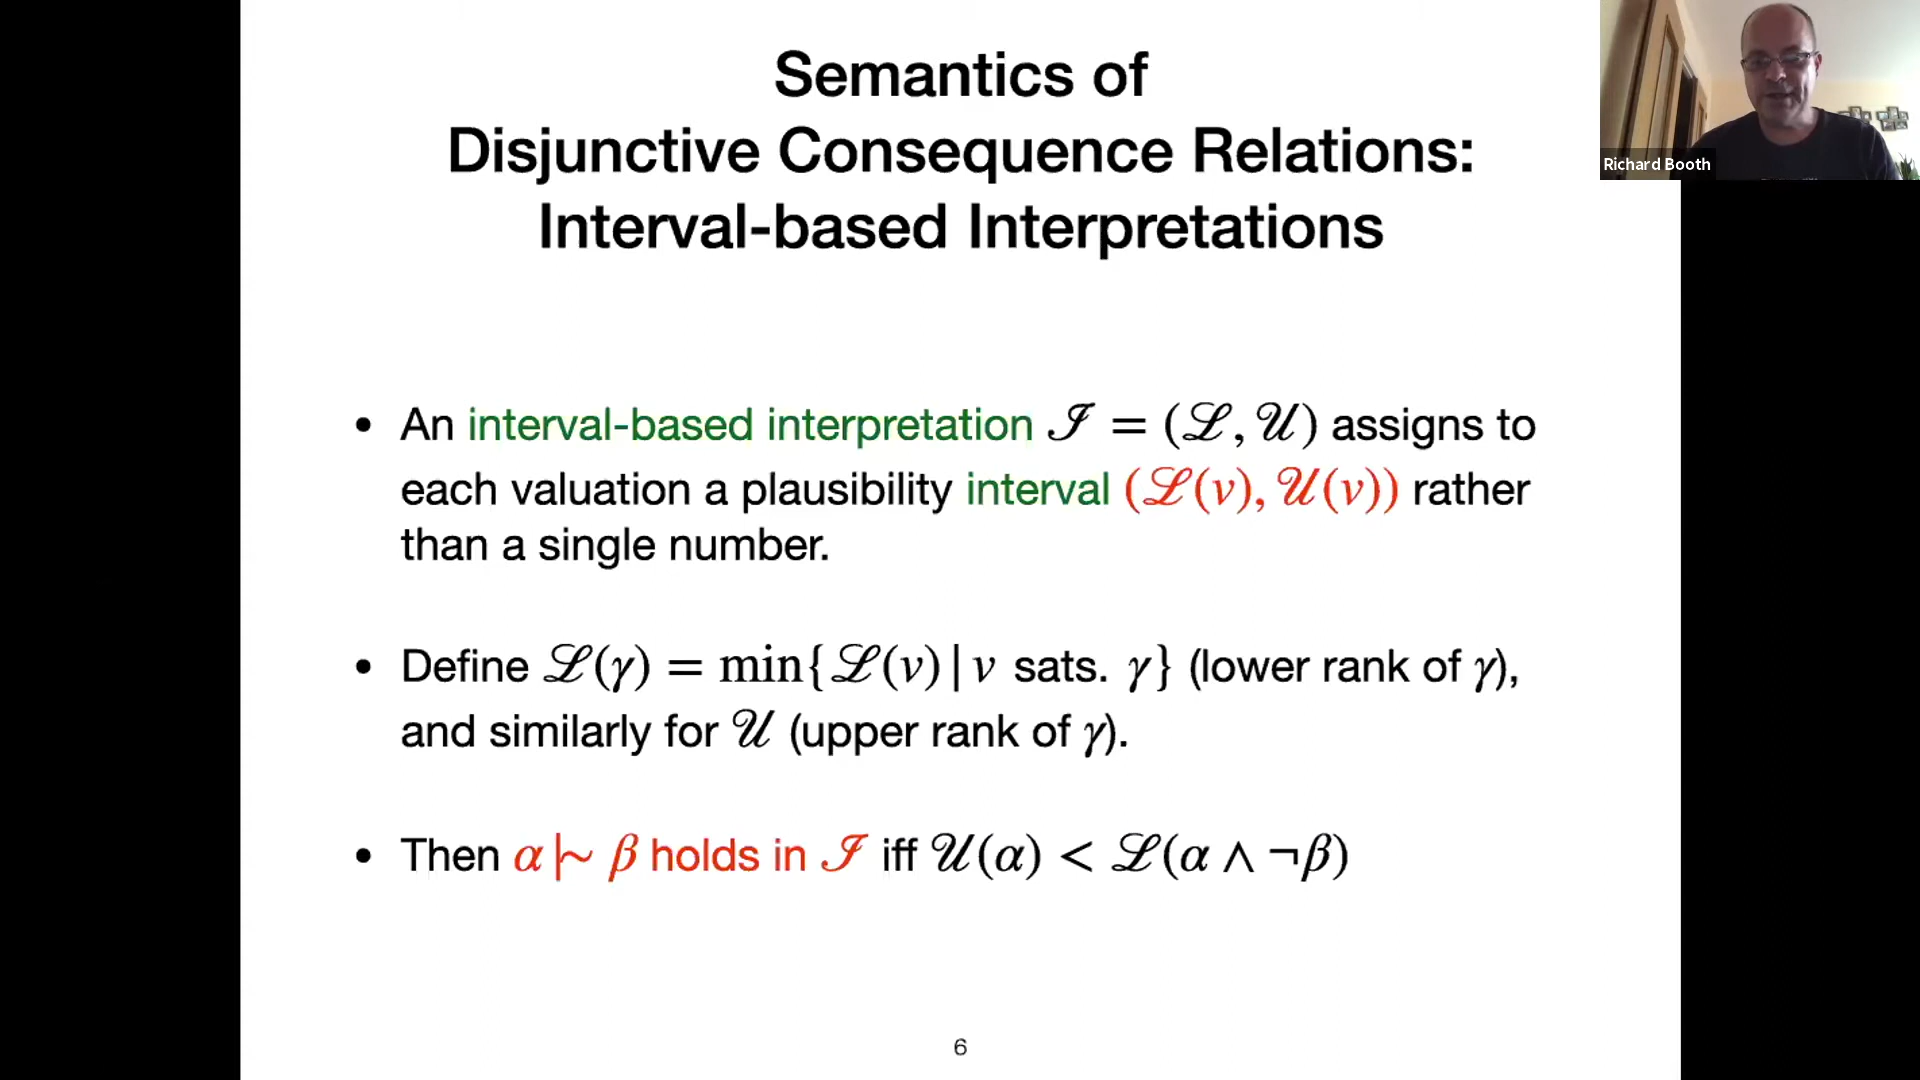 Semantics of
Disjunctive Consequence Relations:
Interval-based Interpretations
Richard Booth
• An interval-based interpretation ℐ = (ℒ, 𝒰) assigns to
each valuation a plausibility interval (ℒ(v), 𝒰(v)) rather
than a single number.
• Define ℒ(γ) = min{ℒ(v) | v sats. γ} (lower rank of γ),
and similarly for 𝒰 (upper rank of γ).
• Then α |∼ β holds in ℐ iff 𝒰(α) < ℒ(α ∧ ¬β)
6